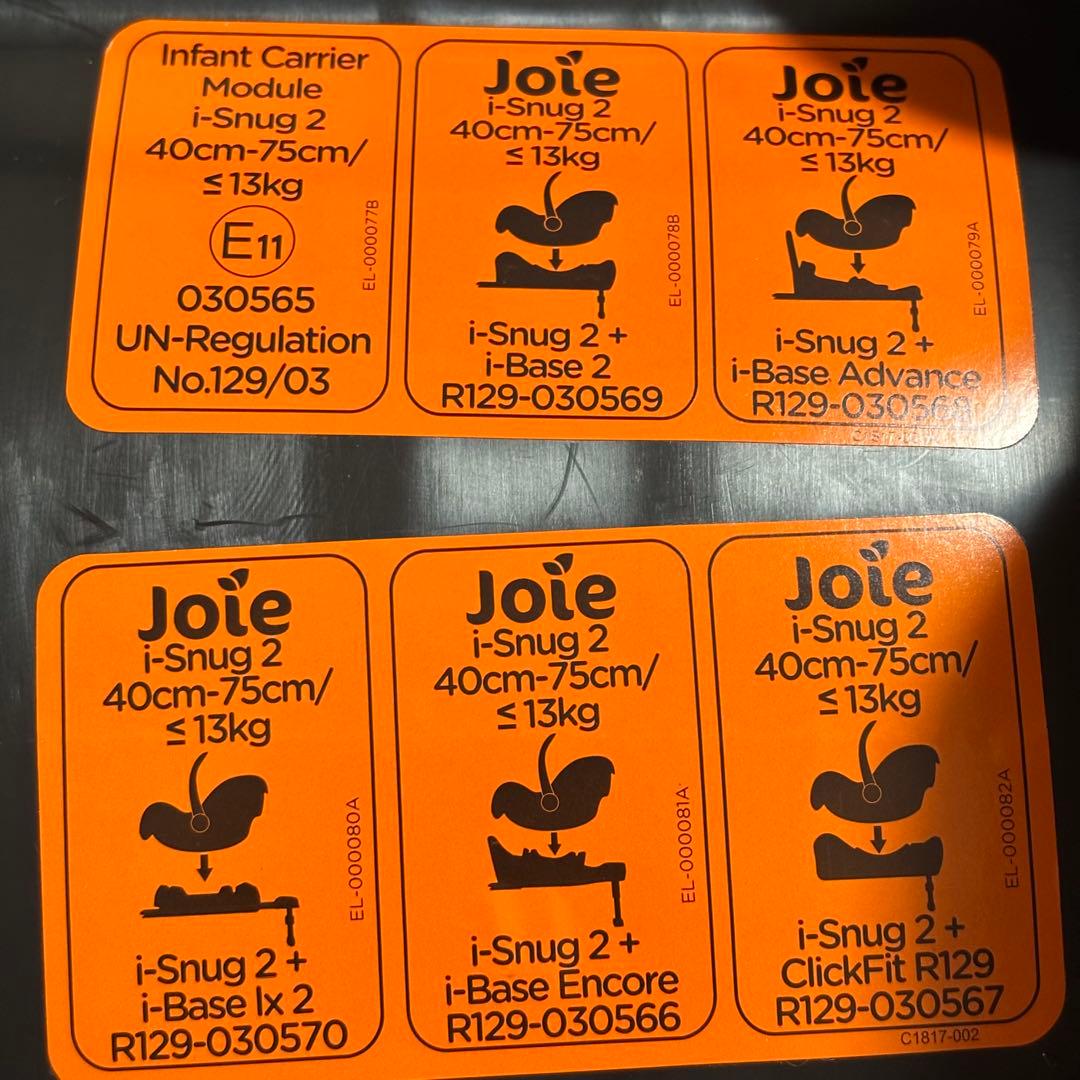 Infant Carrier
Module
i-Snug 2
40cm-75cm/
≤ 13kg
E11
030565
UN-Regulation
No.129/03
EL-000077B
Joie
i-Snug 2
40cm-75cm/
≤ 13kg
i-Snug 2 +
i-Base 2
R129-030569
EL-000078B
Joie
i-Snug 2
40cm-75cm/
≤ 13kg
i-Snug 2 +
i-Base Advance
R129-030568
EL-000079A
Joie
i-Snug 2
40cm-75cm/
≤ 13kg
i-Snug 2 +
i-Base lx 2
R129-030570
EL-000080A
Joie
i-Snug 2
40cm-75cm/
≤ 13kg
i-Snug 2 +
i-Base Encore
R129-030566
EL-000081A
Joie
i-Snug 2
40cm-75cm/
≤ 13kg
i-Snug 2 +
ClickFit R129
R129-030567
EL-000082A
C1817-002